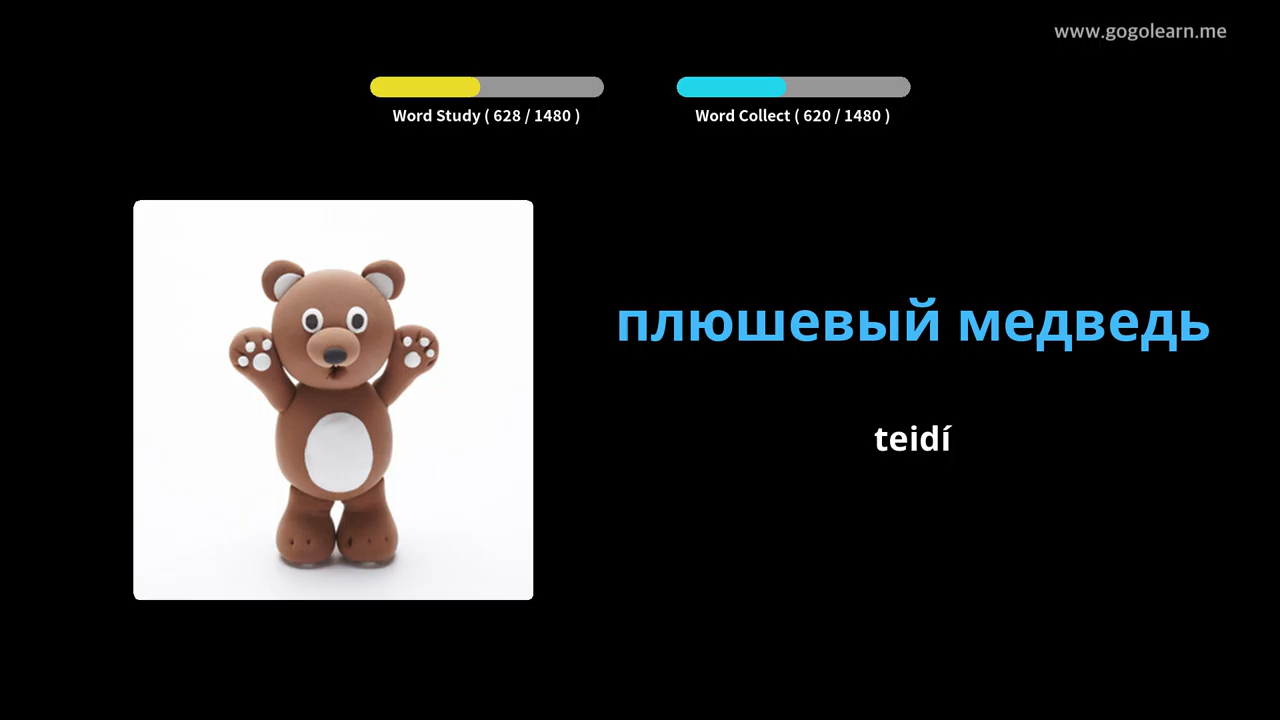 www.gogolearn.me
Word Study ( 628 / 1480 )
Word Collect ( 620 / 1480 )
плюшевый медведь
teidí